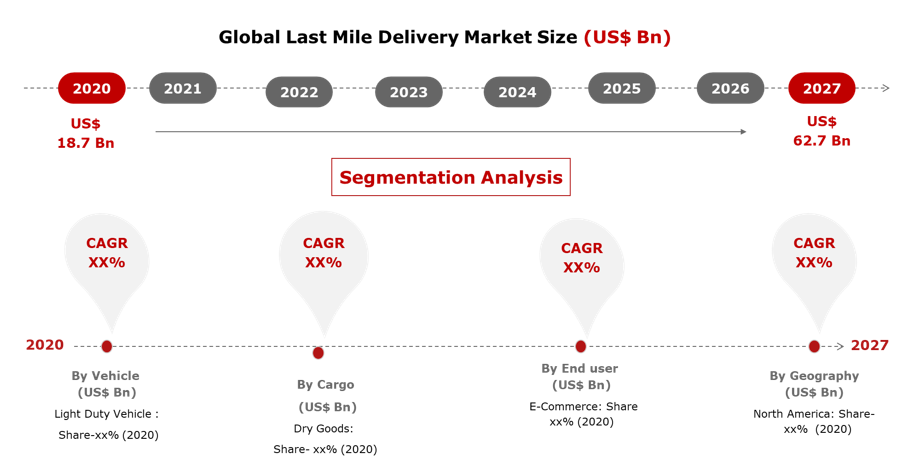 Global Last Mile Delivery Market Size (US$ Bn)
2020
2021
2022
2023
2024
2025
2026
2027
US$
18.7 Bn
US$
62.7 Bn
Segmentation Analysis
CAGR
XX%
CAGR
XX%
CAGR
XX%
CAGR
XX%
2020
2027
By Vehicle
(US$ Bn)
Light Duty Vehicle :
Share-xx% (2020)
By Cargo
(US$ Bn)
Dry Goods:
Share- xx% (2020)
By End user
(US$ Bn)
E-Commerce: Share
xx% (2020)
By Geography
(US$ Bn)
North America: Share-
xx% (2020)